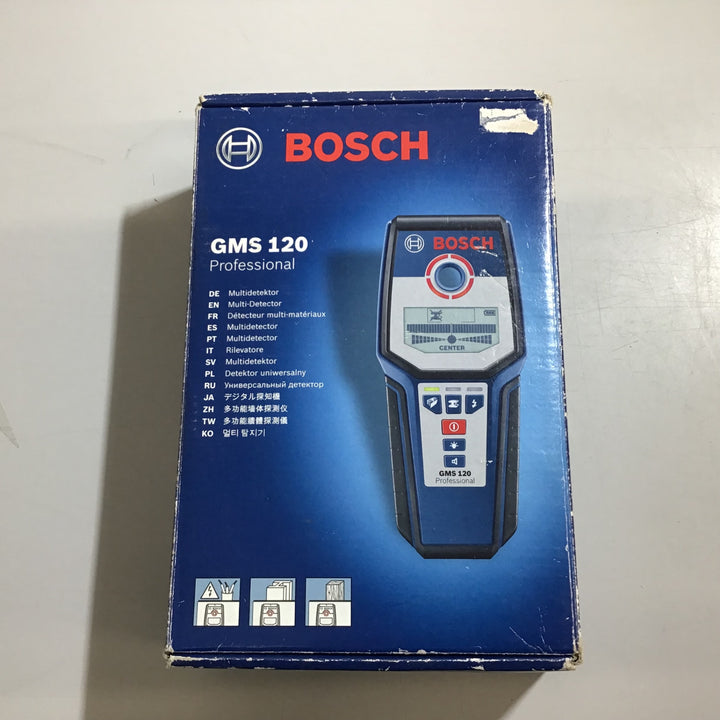 BOSCH
GMS 120
Professional
DE Multidetektor
EN Multi-Detector
FR Détecteur multi-matériaux
ES Multidetector
PT Multidetector
IT Rilevatore
SV Multidetektor
PL Detektor uniwersalny
RU Универсальный детектор
JA デジタル探知機
ZH 多功能墙体探测仪
TW 多功能牆體探測儀
KO 멀티 탐지기
BOSCH
CENTER
GMS 120
Professional